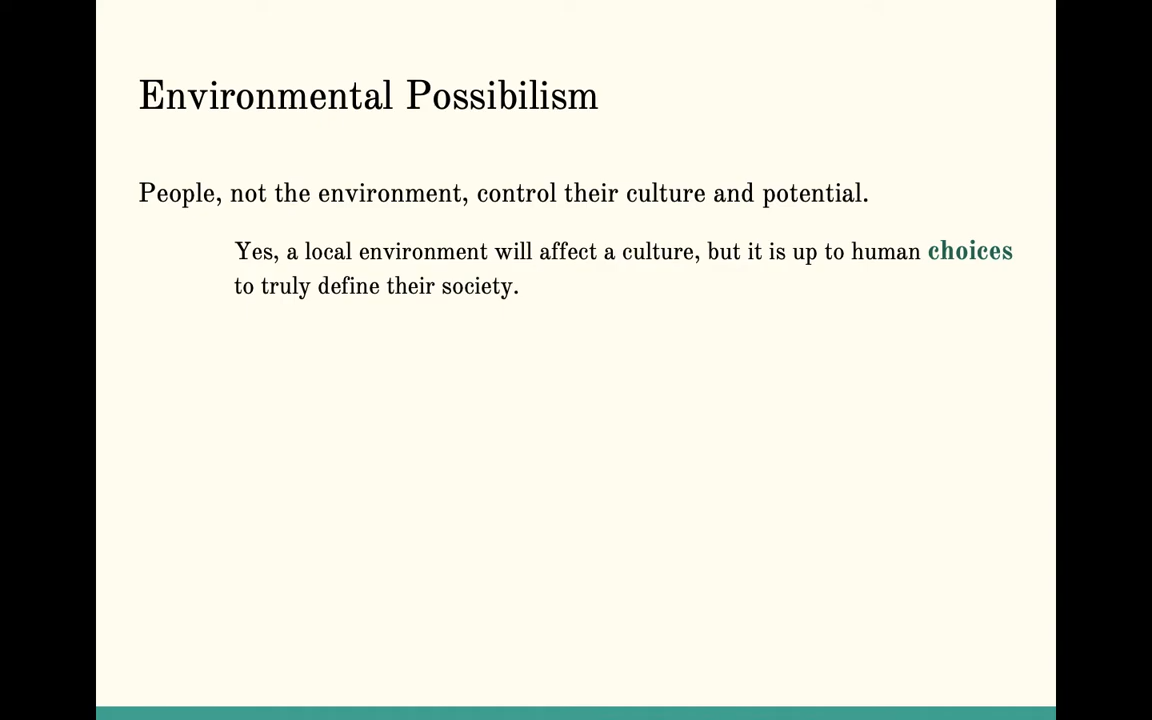 Environmental Possibilism
People, not the environment, control their culture and potential.
Yes, a local environment will affect a culture, but it is up to human choices
to truly define their society.